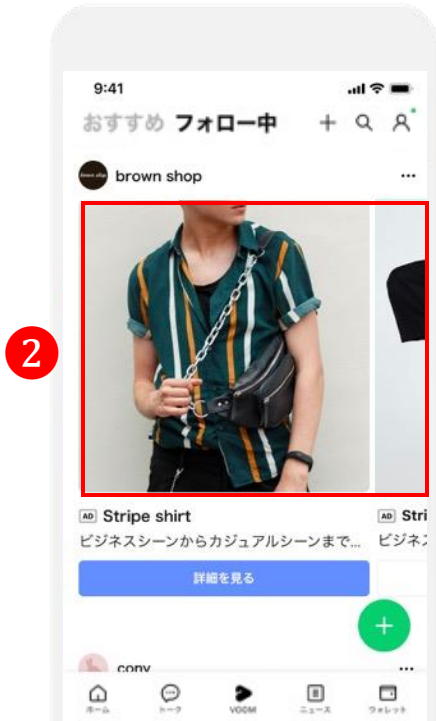 9:41
おすすめ フォロー中
brown shop
2
AD Stripe shirt
AD Stri
ビジネスシーンからカジュアルシーンまで...
ビジネス
詳細を見る
cony
ホーム
トーク
VOOM
ニュース
ウォレット